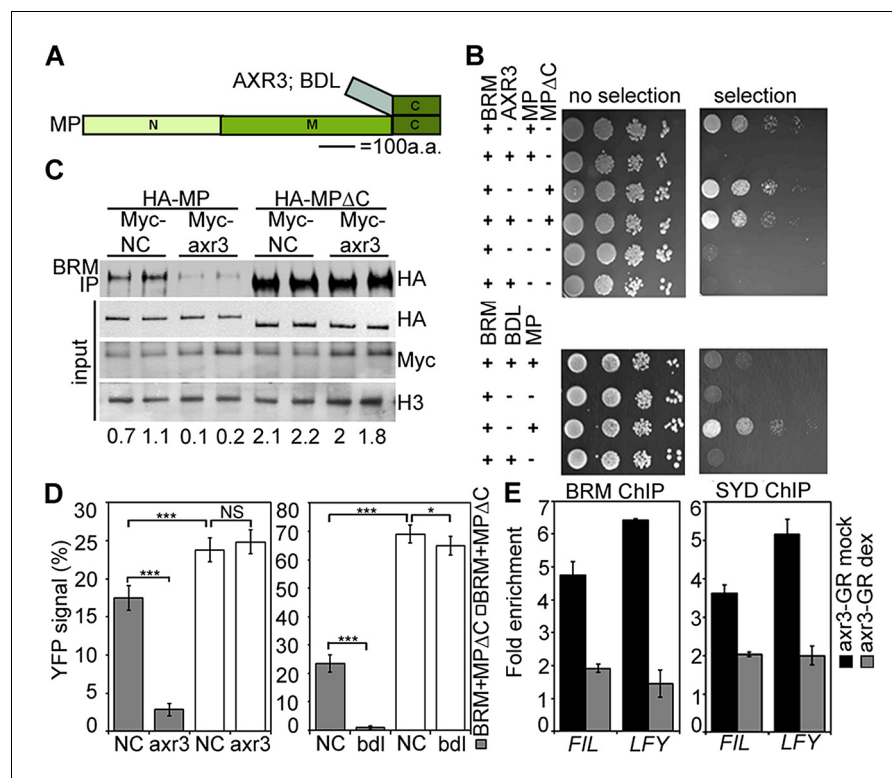 A
AXR3; BDL
C
MP N M C
=100a.a.
B
BRM AXR3 MP MPΔC
no selection selection
+ - + -
+ + + -
+ - - +
+ + - +
+ - - -
+ + - -
BRM BDL MP
+ + +
+ - -
+ - +
+ + -
C
HA-MP HA-MPΔC
Myc-NC Myc-axr3 Myc-NC Myc-axr3
BRM IP HA
input
HA
Myc
H3
0.7 1.1 0.1 0.2 2.1 2.2 2 1.8
D
YFP signal (%)
30
25
20
15
10
5
0
*** NS
***
NC axr3 NC axr3
80
70
60
50
40
30
20
10
0
*** *
***
NC bdl NC bdl
BRM+MPΔC BRM+MPΔC
E
BRM ChIP SYD ChIP
Fold enrichment
7
6
5
4
3
2
1
0
FIL LFY
6
5
4
3
2
1
0
FIL LFY
axr3-GR mock
axr3-GR dex